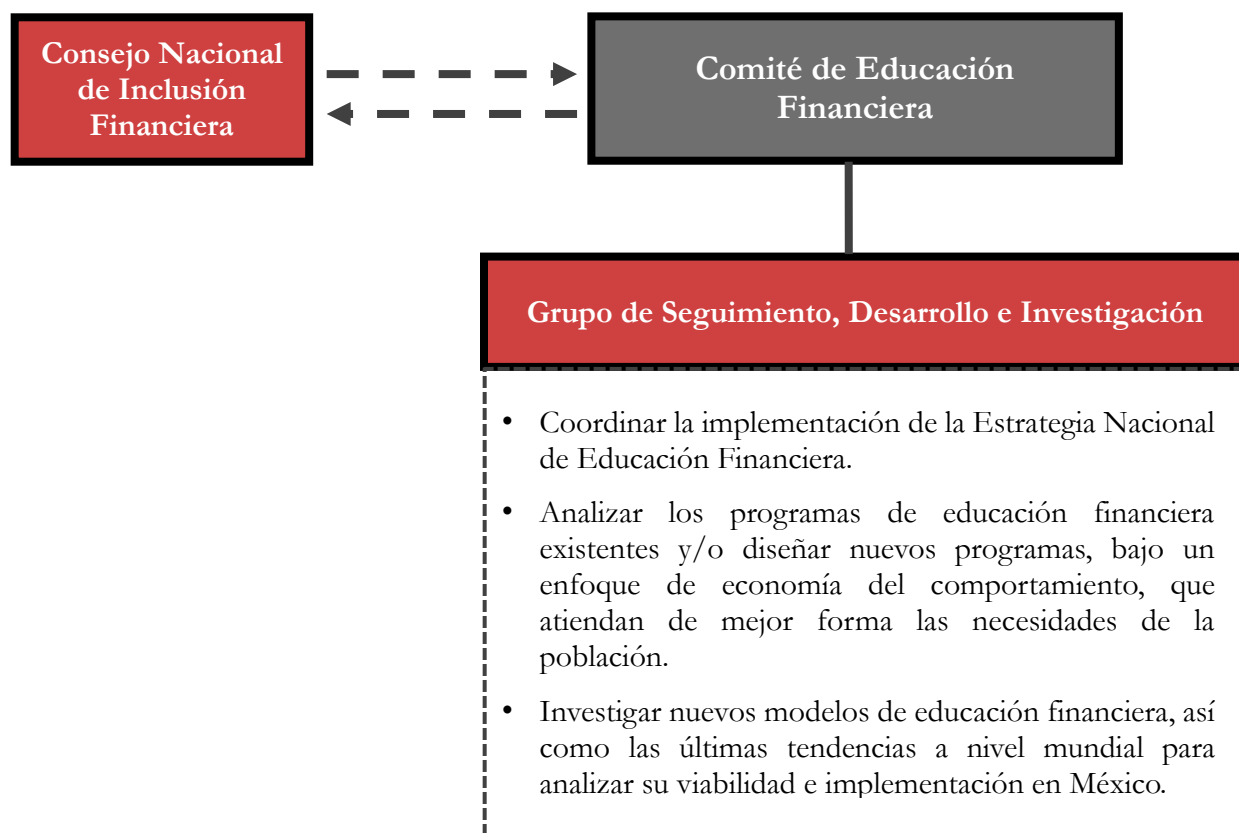 Consejo Nacional
de Inclusión
Financiera
Comité de Educación
Financiera
Grupo de Seguimiento, Desarrollo e Investigación
• Coordinar la implementación de la Estrategia Nacional
de Educación Financiera.
• Analizar los programas de educación financiera
existentes y/o diseñar nuevos programas, bajo un
enfoque de economía del comportamiento, que
atiendan de mejor forma las necesidades de la
población.
• Investigar nuevos modelos de educación financiera, así
como las últimas tendencias a nivel mundial para
analizar su viabilidad e implementación en México.